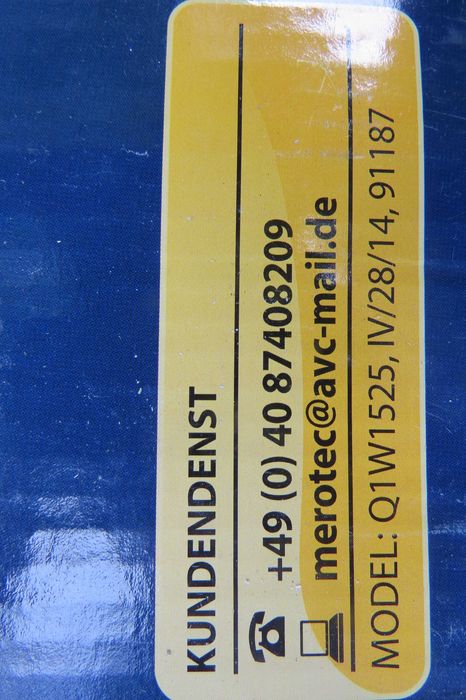 KUNDENDENST
+49 (0) 40 87408209
merotec@avc-mail.de
MODEL: Q1W1525, IV/28/14, 91187